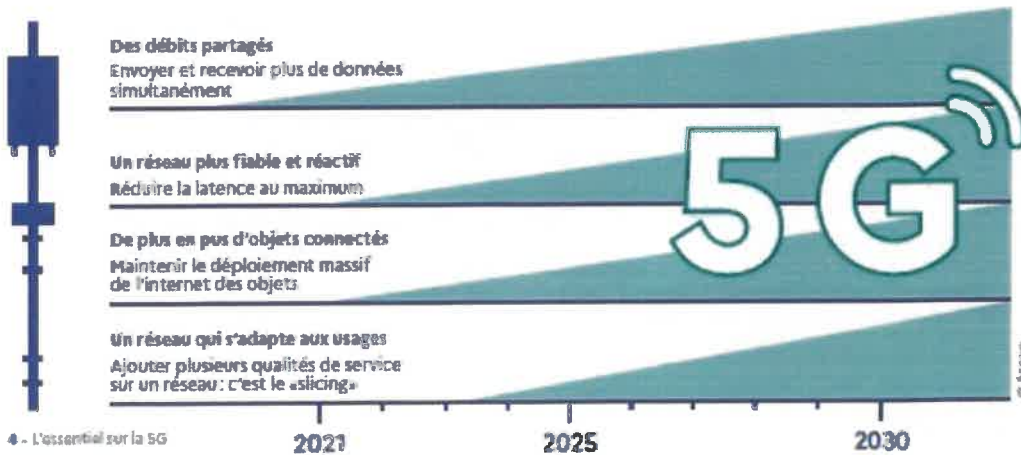 Des débits partagés
Envoyer et recevoir plus de données
simultanément
Un réseau plus fiable et réactif
Réduire la latence au maximum
De plus en pus d'objets connectés
Maintenir le déploiement massif
de l'internet des objets
Un réseau qui s'adapte aux usages
Ajouter plusieurs qualités de service
sur un réseau: c'est le «slicing»
5G
2021
2025
2030
4 - L'essentiel sur la 5G